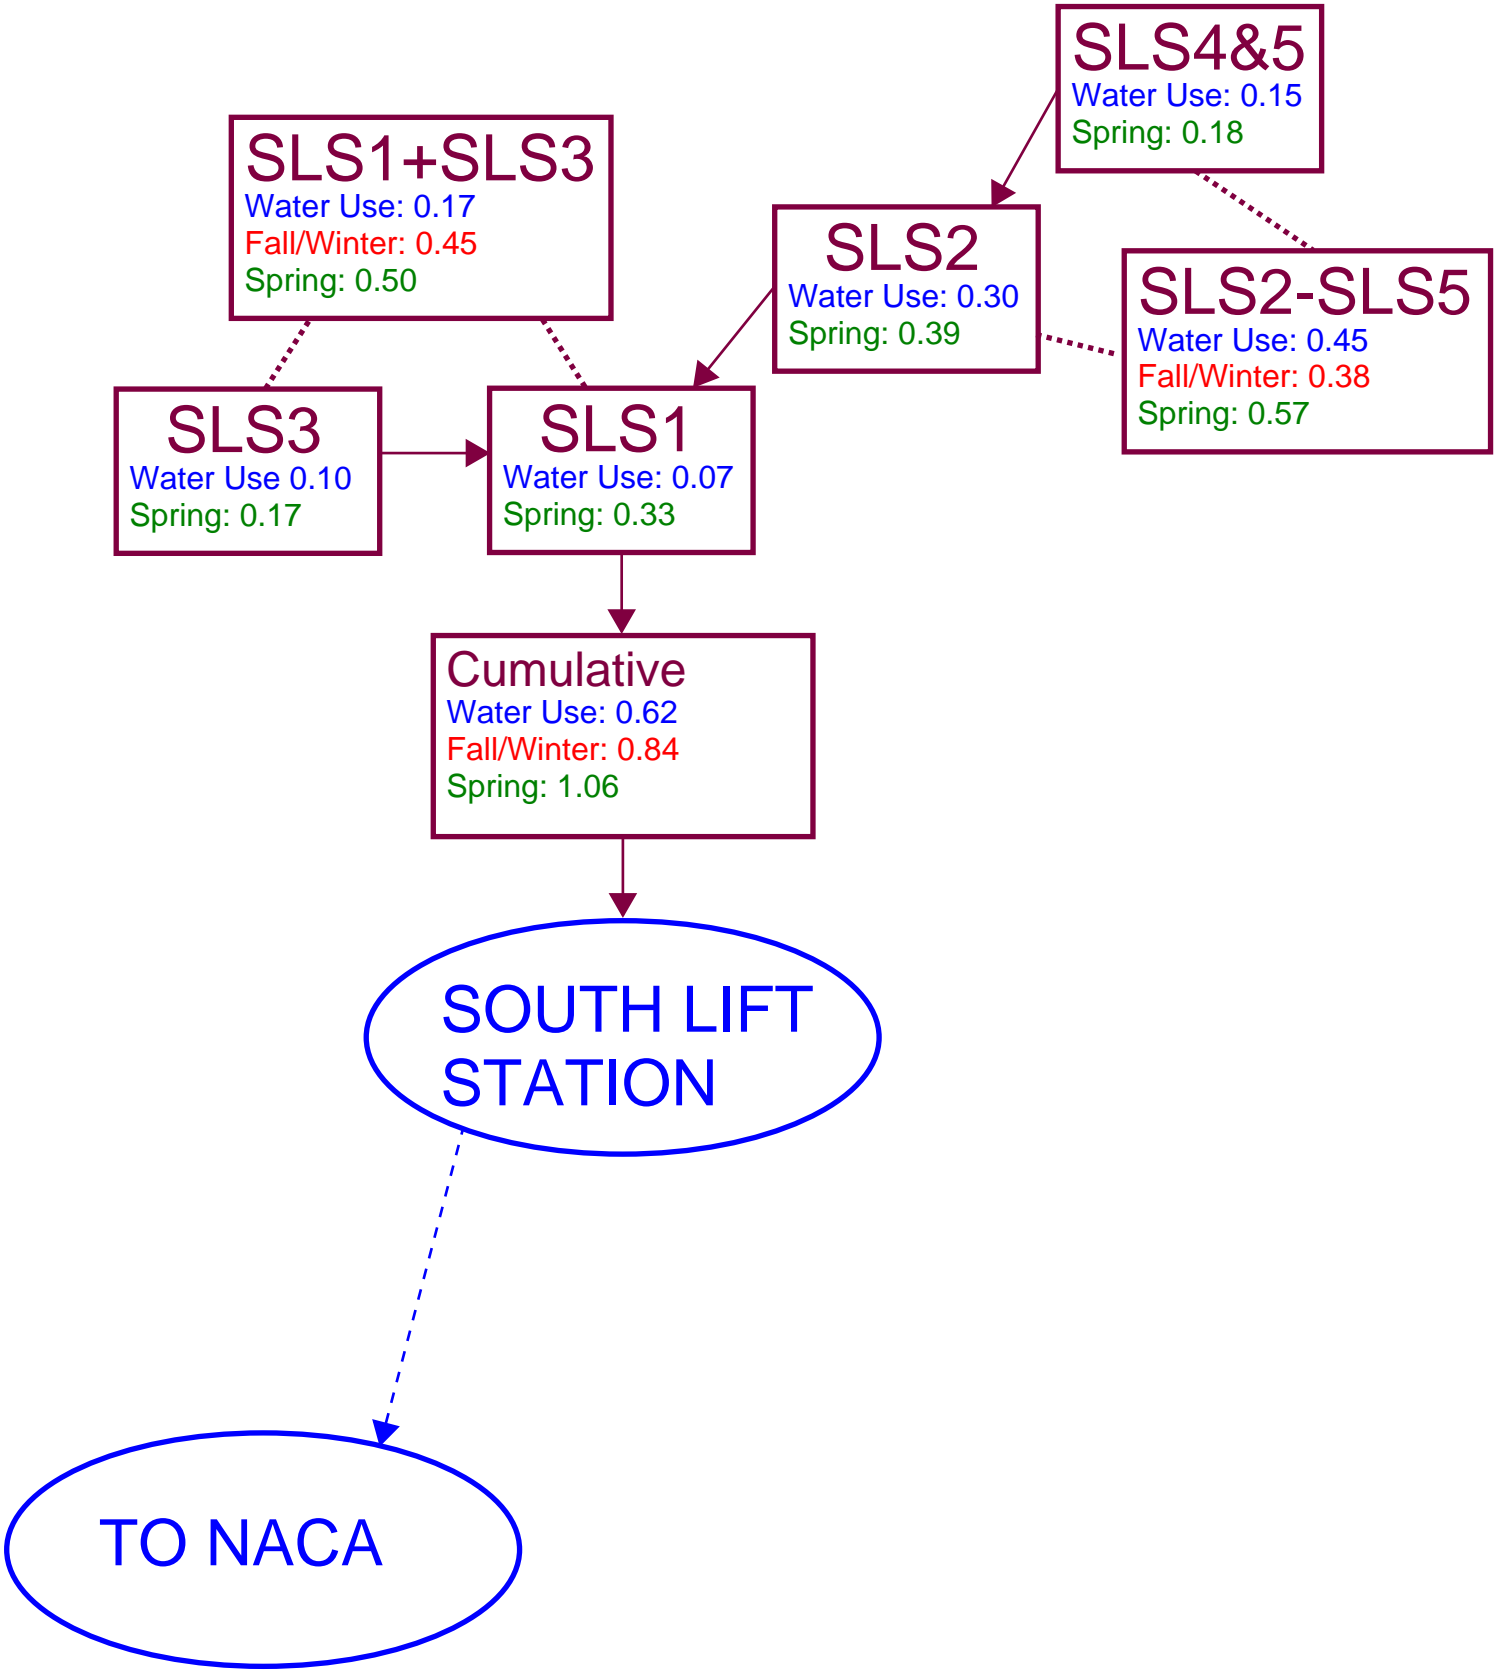 SLS4&5
Water Use: 0.15
Spring: 0.18
SLS1+SLS3
Water Use: 0.17
Fall/Winter: 0.45
Spring: 0.50
SLS2
Water Use: 0.30
Spring: 0.39
SLS2-SLS5
Water Use: 0.45
Fall/Winter: 0.38
Spring: 0.57
SLS3
Water Use 0.10
Spring: 0.17
SLS1
Water Use: 0.07
Spring: 0.33
Cumulative
Water Use: 0.62
Fall/Winter: 0.84
Spring: 1.06
SOUTH LIFT
STATION
TO NACA